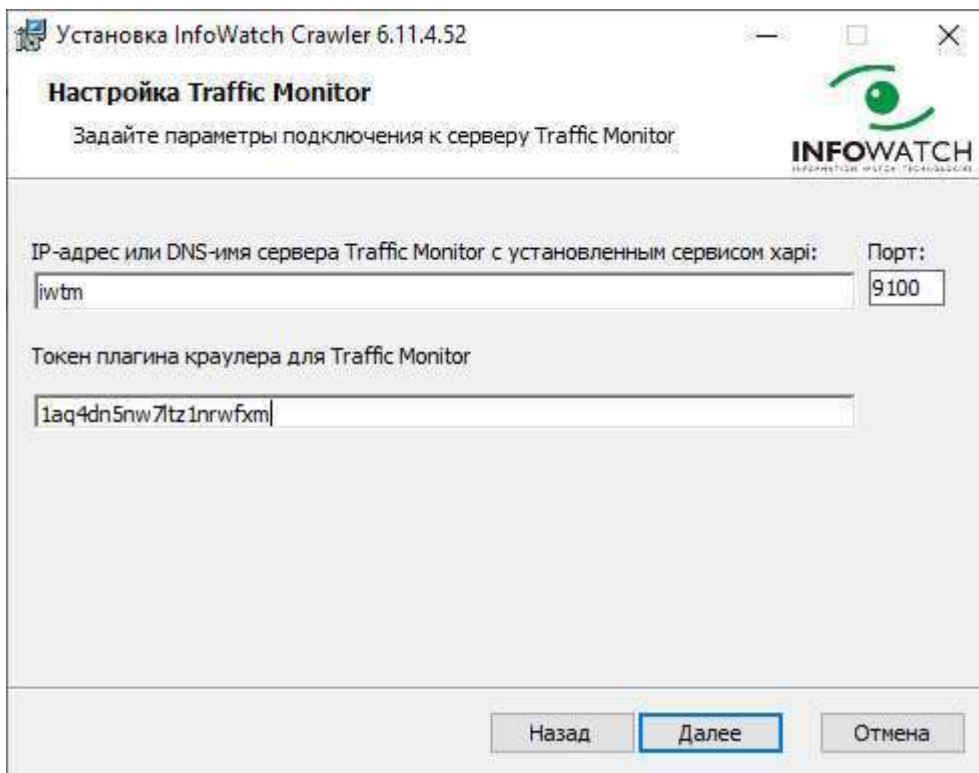 Установка InfoWatch Crawler 6.11.4.52
Настройка Traffic Monitor
Задайте параметры подключения к серверу Traffic Monitor
INFOWATCH
IP-адрес или DNS-имя сервера Traffic Monitor с установленным сервисом xapi:
Порт:
iwtm
9100
Токен плагина краулера для Traffic Monitor
1aq4dn5nw7ltz1nrwfxm
Назад
Далее
Отмена